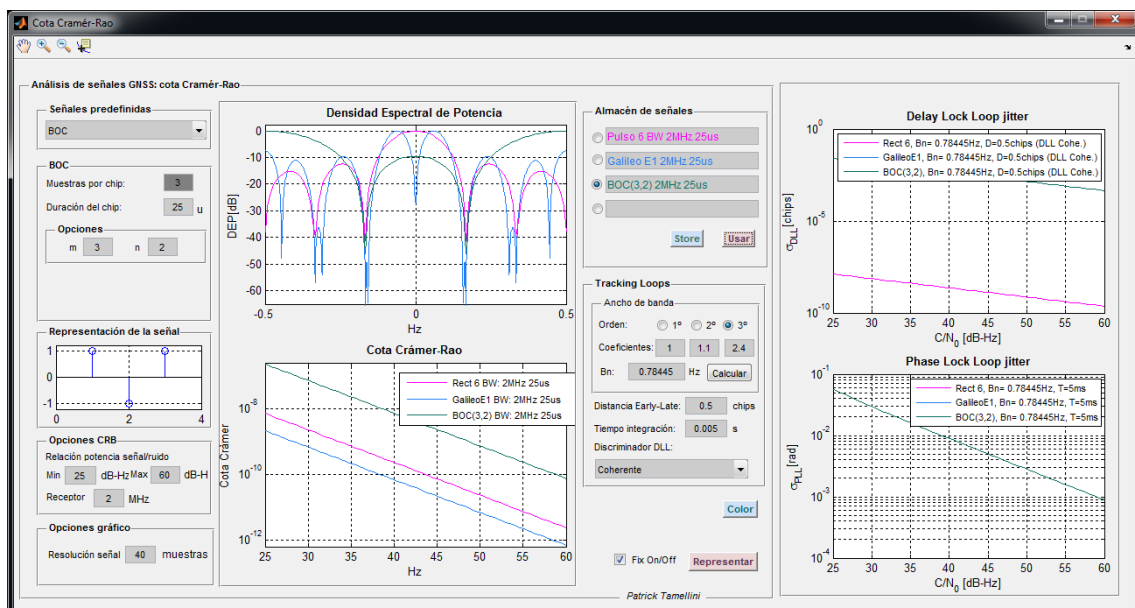 Cota Cramér-Rao
Análisis de señales GNSS: cota Cramér-Rao
Señales predefinidas
BOC
BOC
Muestras por chip: 3
Duración del chip: 25 u
Opciones
m 3 n 2
Representación de la señal
1
0
-1
0 2 4
Opciones CRB
Relación potencia señal/ruido
Min 25 dB-Hz Max 60 dB-H
Receptor 2 MHz
Opciones gráfico
Resolución señal 40 muestras
Densidad Espectral de Potencia
DEP[dB]
0
-10
-20
-30
-40
-50
-60
-0.5 0 0.5
Hz
Cota Crámer-Rao
Cota Crámer
10^-8
10^-10
10^-12
Rect 6 BW: 2MHz 25us
GalileoE1 BW: 2MHz 25us
BOC(3,2) BW: 2MHz 25us
25 30 35 40 45 50 55 60
Hz
Almacén de señales
Pulso 6 BW 2MHz 25us
Galileo E1 2MHz 25us
BOC(3,2) 2MHz 25us
Store Usar
Tracking Loops
Ancho de banda
Orden: 1º 2º 3º
Coeficientes: 1 1.1 2.4
Bn: 0.78445 Hz Calcular
Distancia Early-Late: 0.5 chips
Tiempo integración: 0.005 s
Discriminador DLL:
Coherente
Color
Fix On/Off Representar
Patrick Tamellini
Delay Lock Loop jitter
σDLL [chips]
10^0
10^-5
10^-10
Rect 6, Bn= 0.78445Hz, D=0.5chips (DLL Cohe.)
GalileoE1, Bn= 0.78445Hz, D=0.5chips (DLL Cohe.)
BOC(3,2), Bn= 0.78445Hz, D=0.5chips (DLL Cohe.)
25 30 35 40 45 50 55 60
C/N0 [dB-Hz]
Phase Lock Loop jitter
σPLL [rad]
10^-1
10^-2
10^-3
10^-4
Rect 6, Bn= 0.78445Hz, T=5ms
GalileoE1, Bn= 0.78445Hz, T=5ms
BOC(3,2), Bn= 0.78445Hz, T=5ms
25 30 35 40 45 50 55 60
C/N0 [dB-Hz]